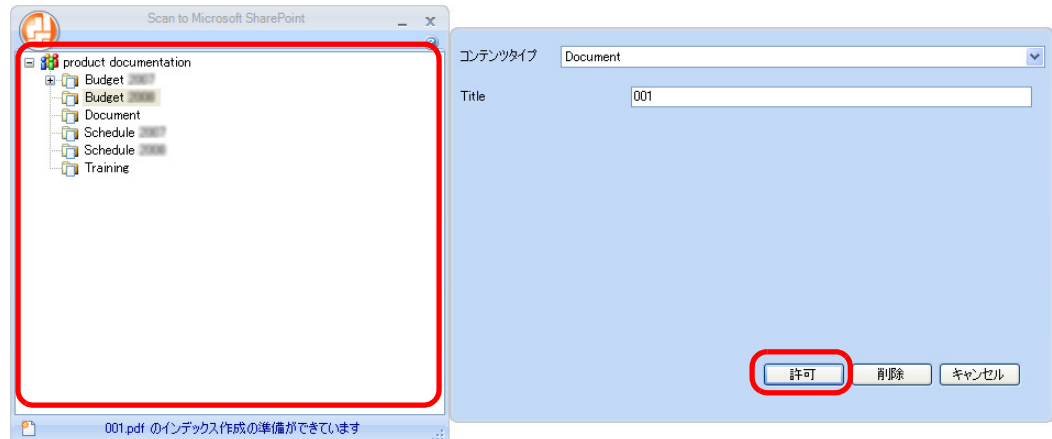 Scan to Microsoft SharePoint
product documentation
Budget
Budget
Document
Schedule
Schedule
Training
001.pdf のインデックス作成の準備ができています
コンテンツタイプ Document
Title 001
許可 削除 キャンセル